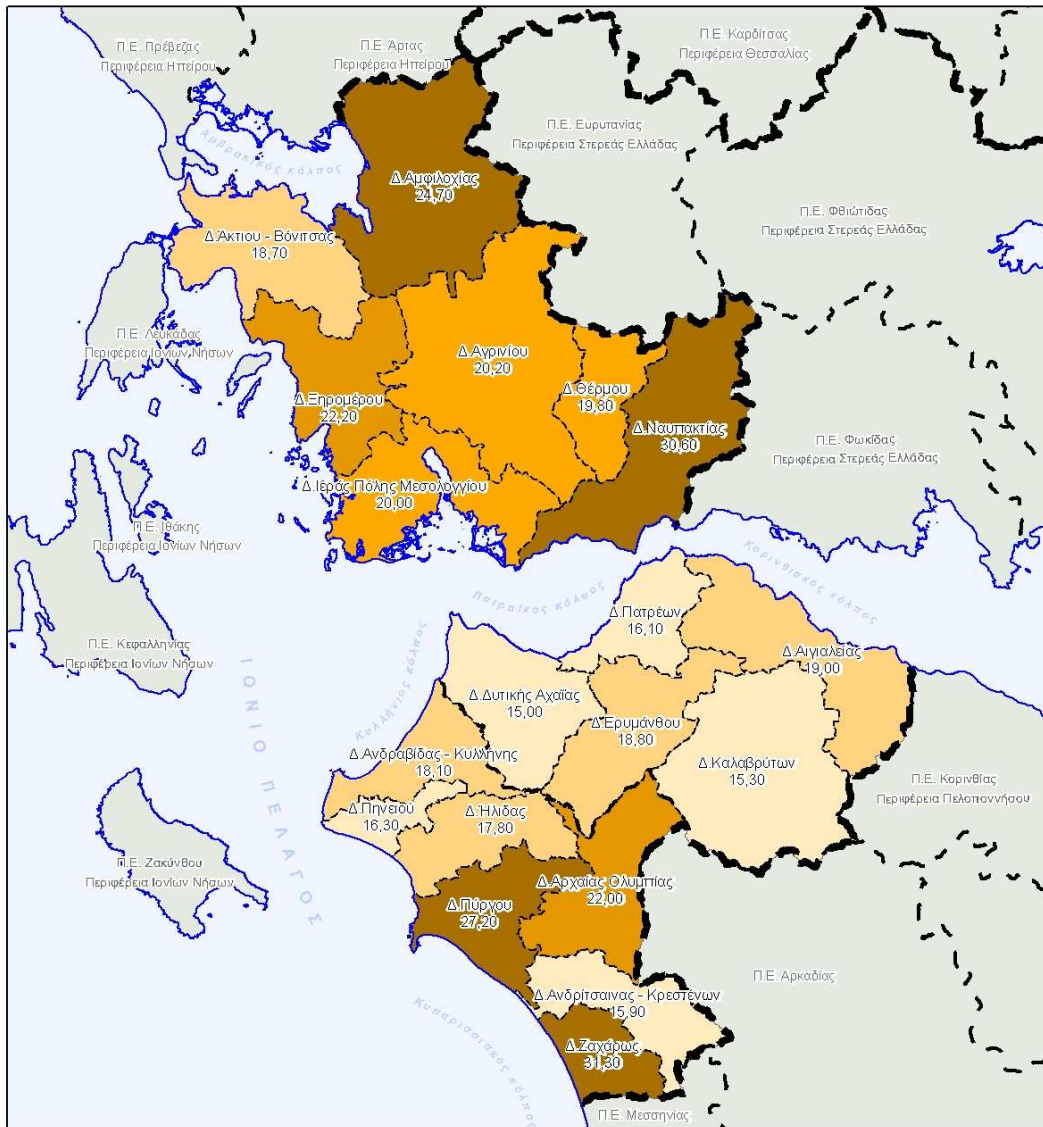 Π.Ε. Πρέβεζας
Περιφέρεια Ηπείρου
Π.Ε. Άρτας
Περιφέρεια Ηπείρου
Π.Ε. Καρδίτσας
Περιφέρεια Θεσσαλίας
Π.Ε. Ευρυτανίας
Περιφέρεια Στερεάς Ελλάδας
Αμβρακικός κόλπος
Δ.Αμφιλοχίας
24,70
Π.Ε. Φθιώτιδας
Περιφέρεια Στερεάς Ελλάδας
Δ.Άκτιου - Βόνιτσας
18,70
Π.Ε. Λευκάδας
Περιφέρεια Ιονίων Νήσων
Δ.Αγρινίου
20,20
Δ.Θέρμου
19,80
Δ.Ξηρομέρου
22,20
Δ.Ναυπακτίας
30,60
Π.Ε. Φωκίδας
Περιφέρεια Στερεάς Ελλάδας
Δ.Ιεράς Πόλης Μεσολογγίου
20,00
Π.Ε. Ιθάκης
Περιφέρεια Ιονίων Νήσων
Κορινθιακός κόλπος
Πατραϊκός κόλπος
Δ.Πατρέων
16,10
Π.Ε. Κεφαλληνίας
Περιφέρεια Ιονίων Νήσων
Κυλλήνιος κόλπος
Δ.Αιγιαλείας
19,00
Δ.Δυτικής Αχαΐας
15,00
Δ.Ερυμάνθου
18,80
Δ.Ανδραβίδας - Κυλλήνης
18,10
Δ.Καλαβρύτων
15,30
Π.Ε. Κορινθίας
Περιφέρεια Πελοποννήσου
Δ.Πηνειού
16,30
Δ.Ήλιδας
17,80
ΙΟΝΙΟ ΠΕΛΑΓΟΣ
Π.Ε. Ζακύνθου
Περιφέρεια Ιονίων Νήσων
Δ.Αρχαίας Ολυμπίας
22,00
Δ.Πύργου
27,20
Π.Ε. Αρκαδίας
Δ.Ανδρίτσαινας - Κρεστένων
15,90
Κυπαρισσιακός κόλπος
Δ.Ζαχάρως
31,30
Π.Ε. Μεσσηνίας